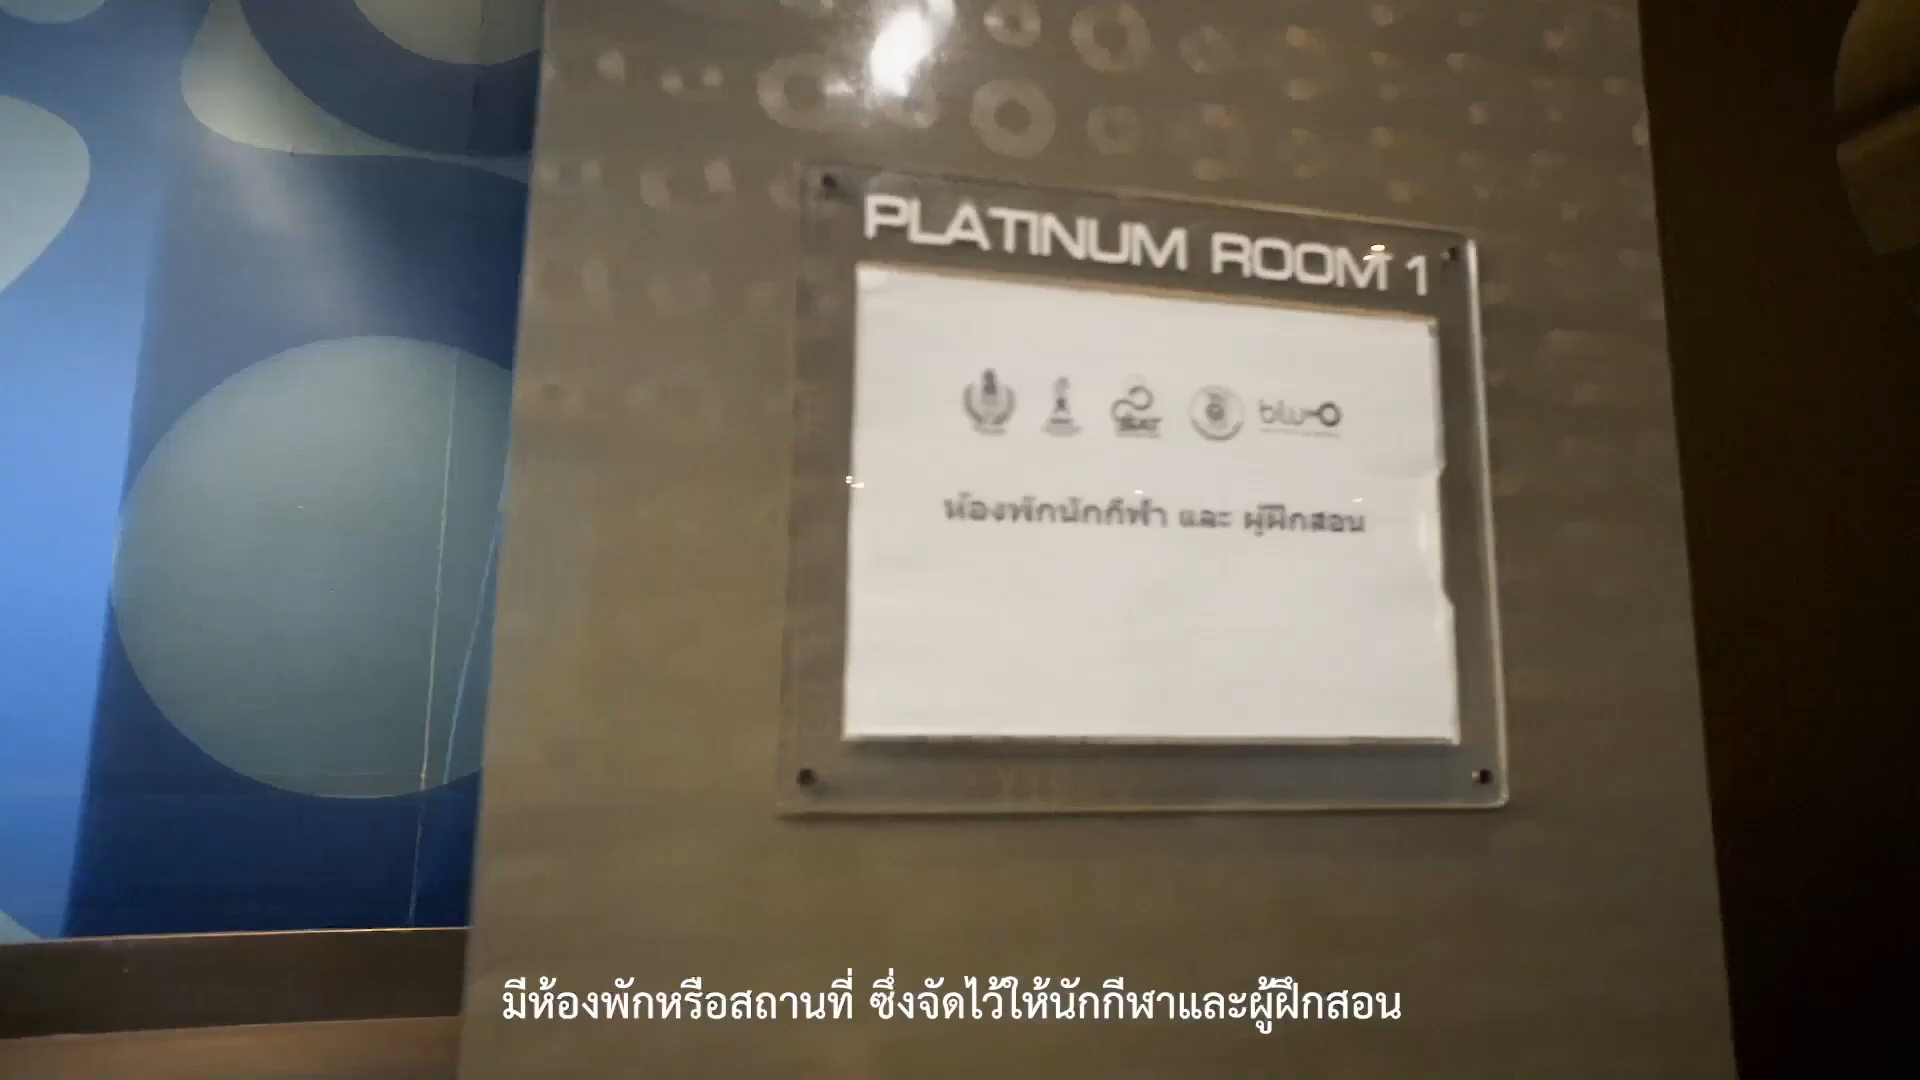 PLATINUM ROOM 1
blu-O
ห้องพักนักกีฬา และ ผู้ฝึกสอน
มีห้องพักหรือสถานที่ ซึ่งจัดไว้ให้นักกีฬาและผู้ฝึกสอน